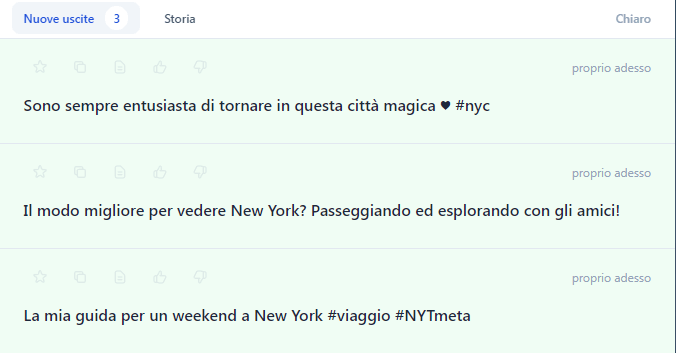 Nuove uscite 3 Storia Chiaro
proprio adesso
Sono sempre entusiasta di tornare in questa città magica ♥ #nyc
proprio adesso
Il modo migliore per vedere New York? Passeggiando ed esplorando con gli amici!
proprio adesso
La mia guida per un weekend a New York #viaggio #NYTmeta